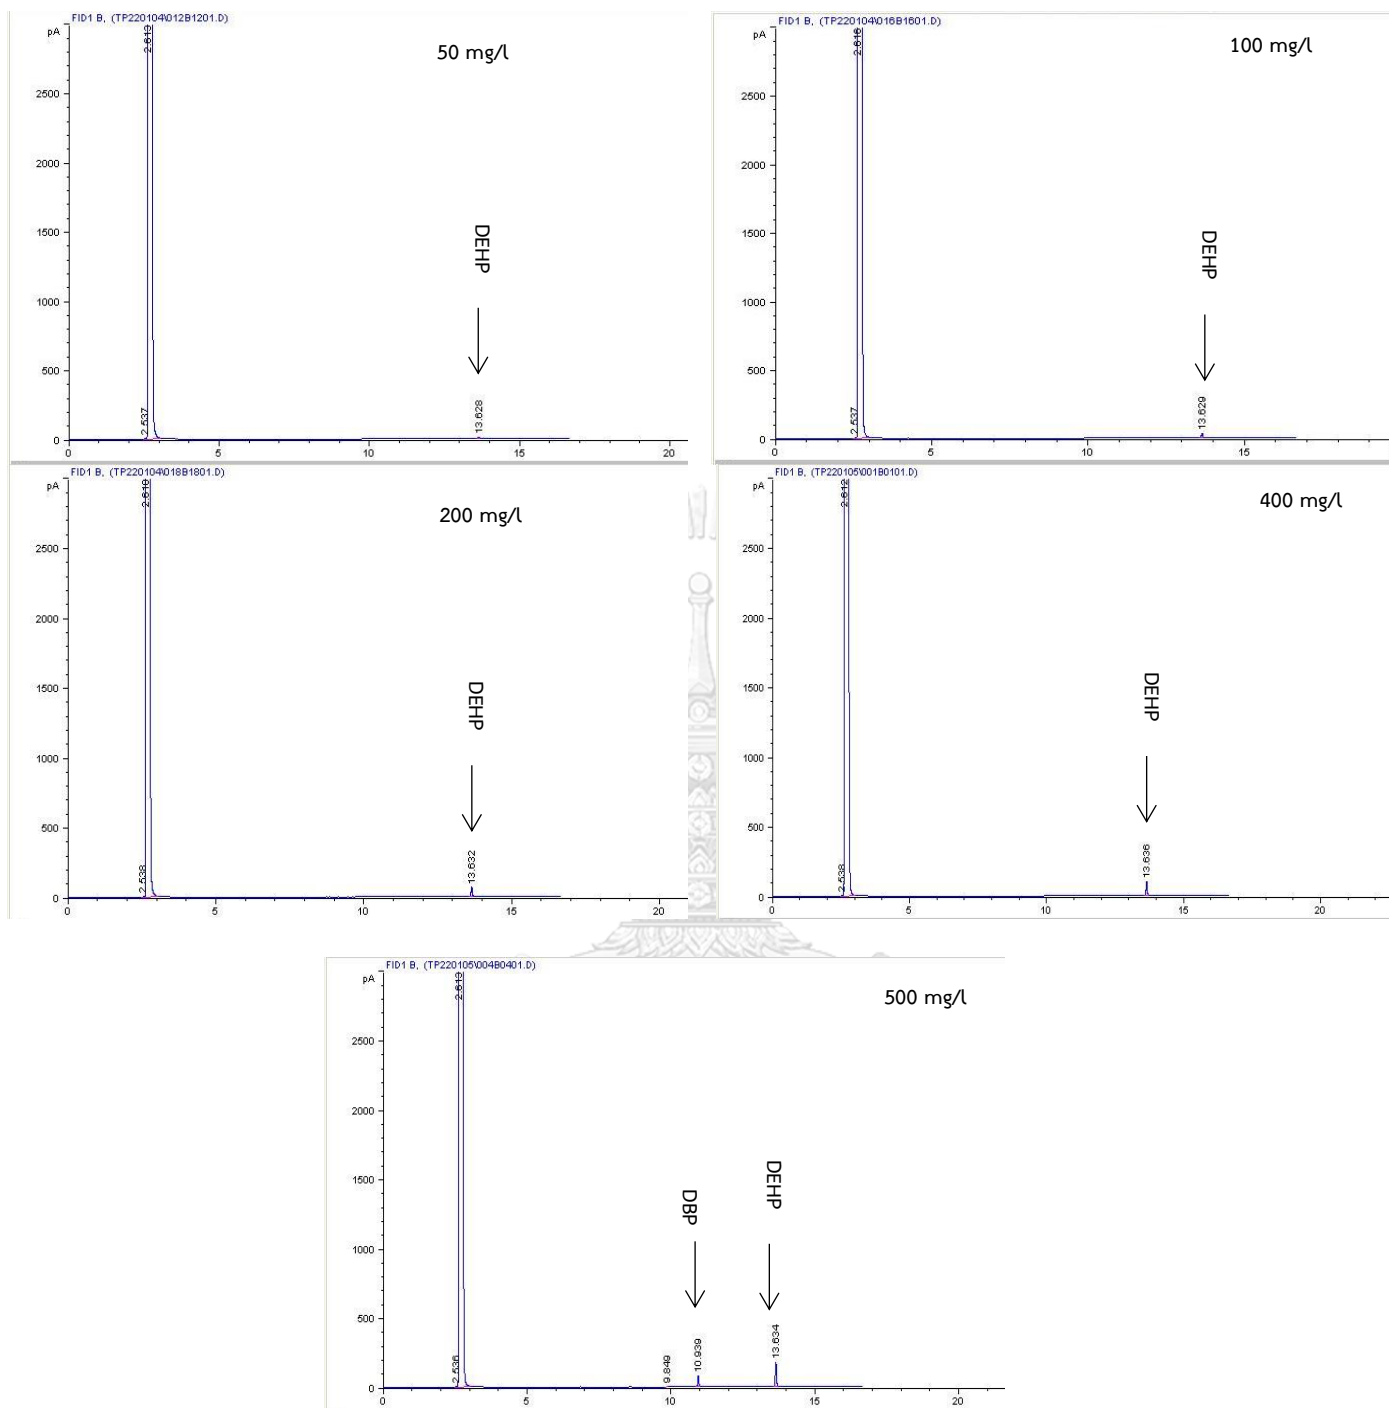 FID1 B, (TP220104\012B1201.D)
pA
50 mg/l
2500
2000
1500
1000
500
0
2.537
2.613
DEHP
13.628
0 5 10 15 20
FID1 B, (TP220104\016B1601.D)
pA
100 mg/l
2500
2000
1500
1000
500
0
2.537
2.616
DEHP
13.629
0 5 10 15
FID1 B, (TP220104\018B1801.D)
pA
200 mg/l
2500
2000
1500
1000
500
0
2.538
2.610
DEHP
13.632
0 5 10 15 20
FID1 B, (TP220105\001B0101.D)
pA
400 mg/l
2500
2000
1500
1000
500
0
2.538
2.612
DEHP
13.636
0 5 10 15 20
FID1 B, (TP220105\004B0401.D)
pA
500 mg/l
2500
2000
1500
1000
500
0
2.536
2.613
9.849
DBP
10.939
DEHP
13.634
0 5 10 15 20